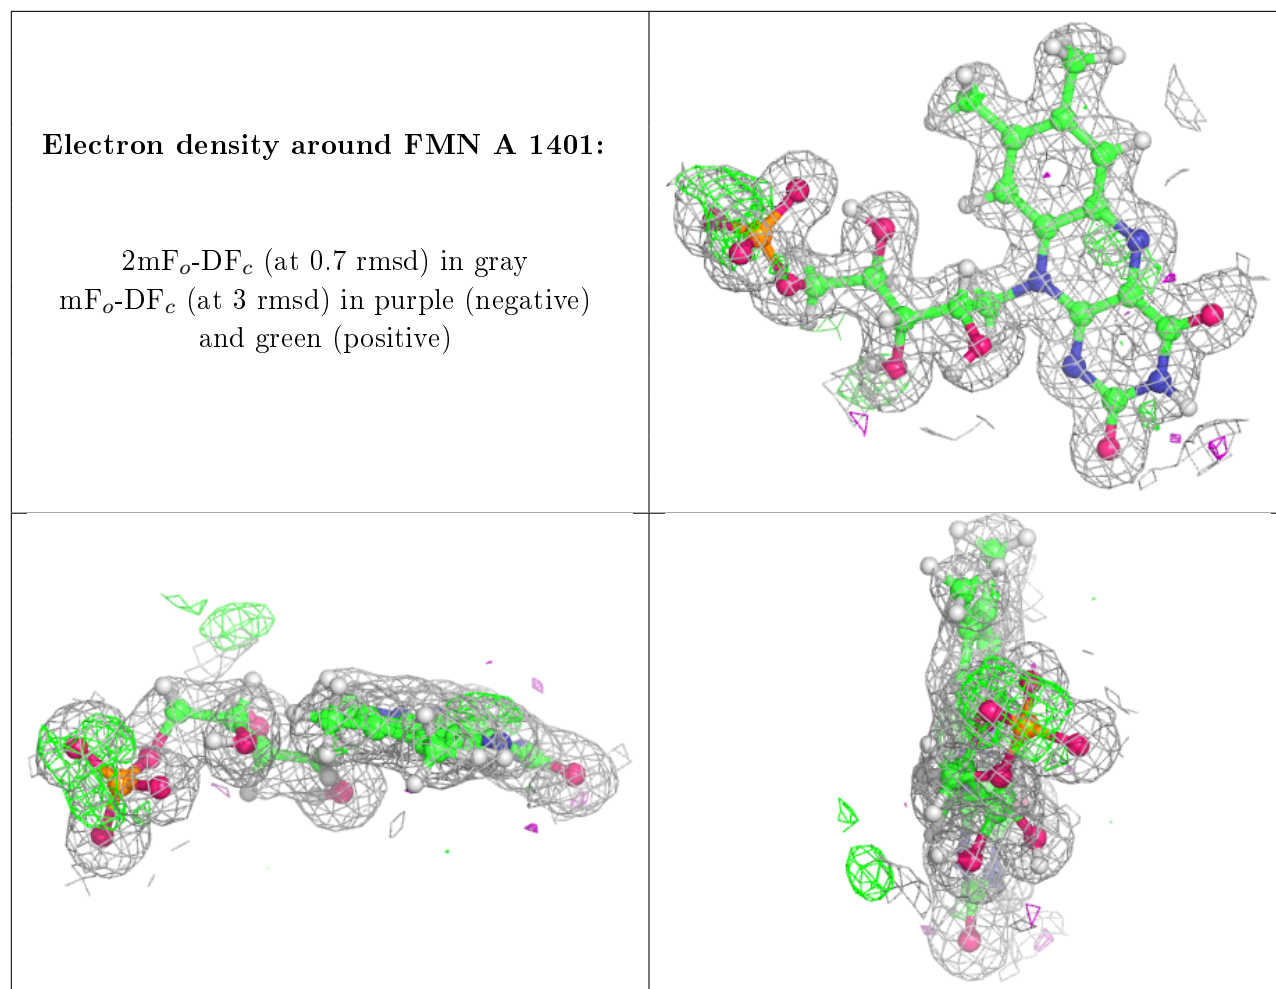 Electron density around FMN A 1401:
2mFo-DFc (at 0.7 rmsd) in gray
mFo-DFc (at 3 rmsd) in purple (negative)
and green (positive)